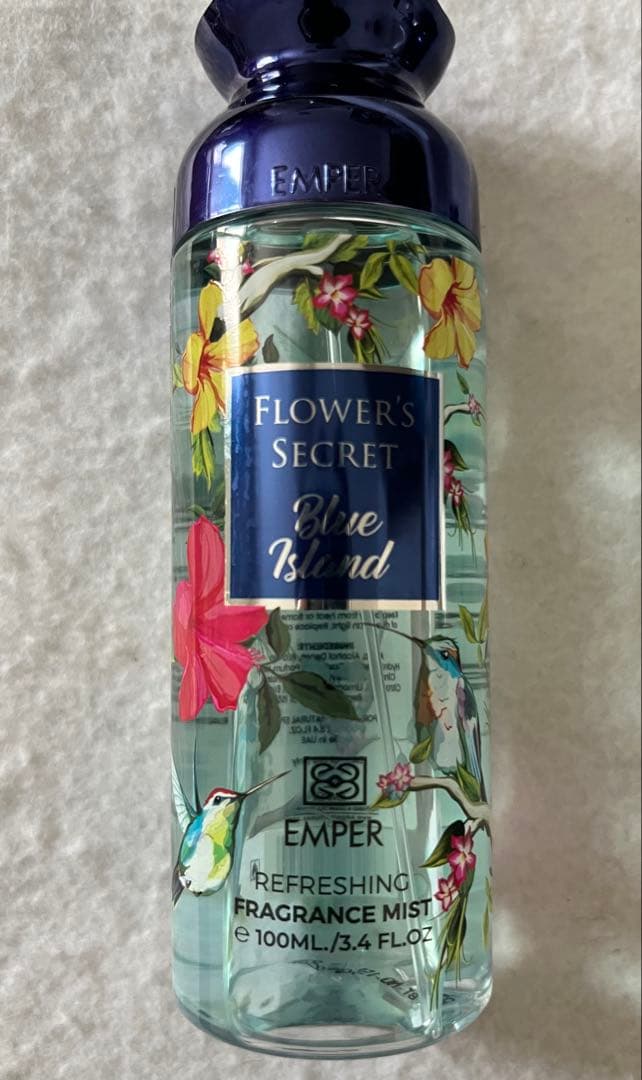 EMPER
FLOWER'S
SECRET
Blue
Island
EMPER
REFRESHING
FRAGRANCE MIST
℮ 100ML./3.4 FL.OZ